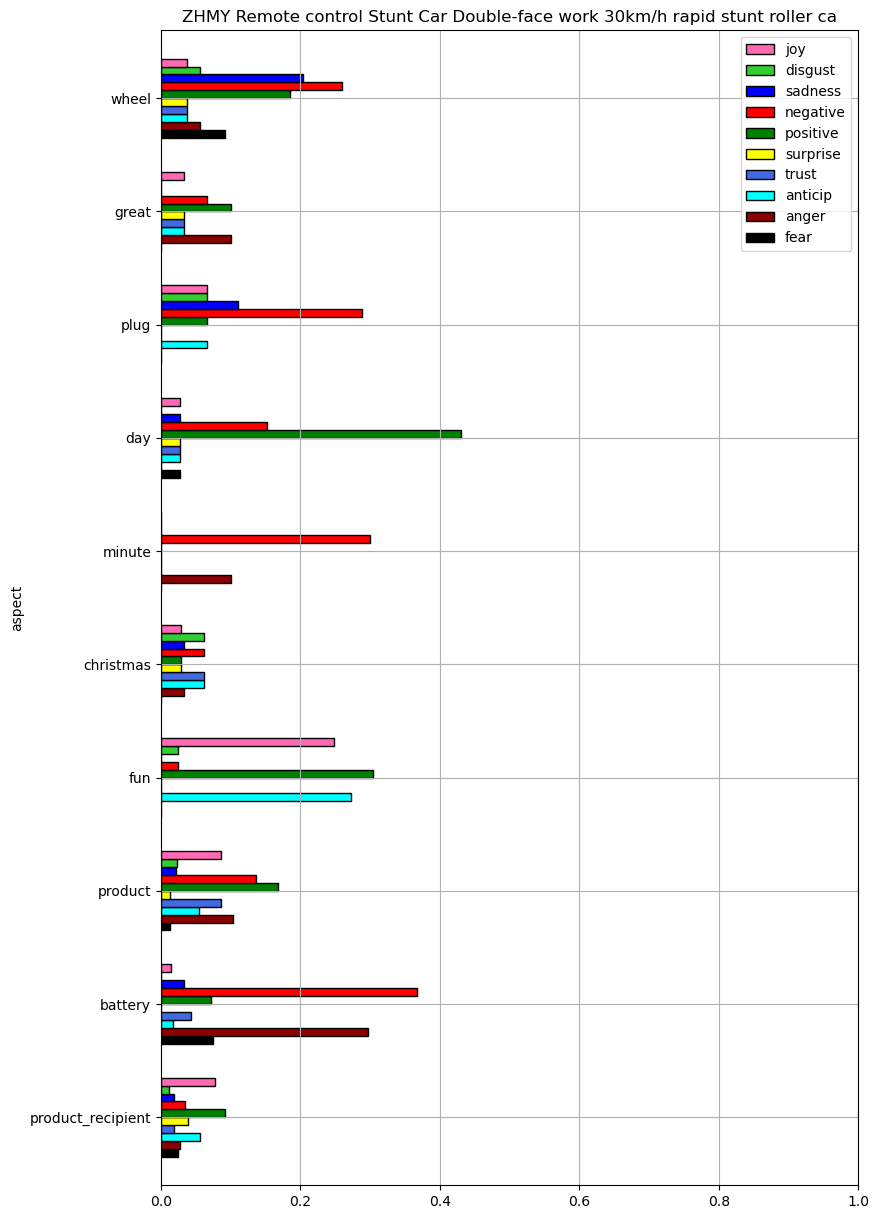 ZHMY Remote control Stunt Car Double-face work 30km/h rapid stunt roller ca
joy
disgust
sadness
negative
positive
surprise
trust
anticip
anger
fear
wheel
great
plug
day
minute
christmas
fun
product
battery
product_recipient
aspect
0.0 0.2 0.4 0.6 0.8 1.0